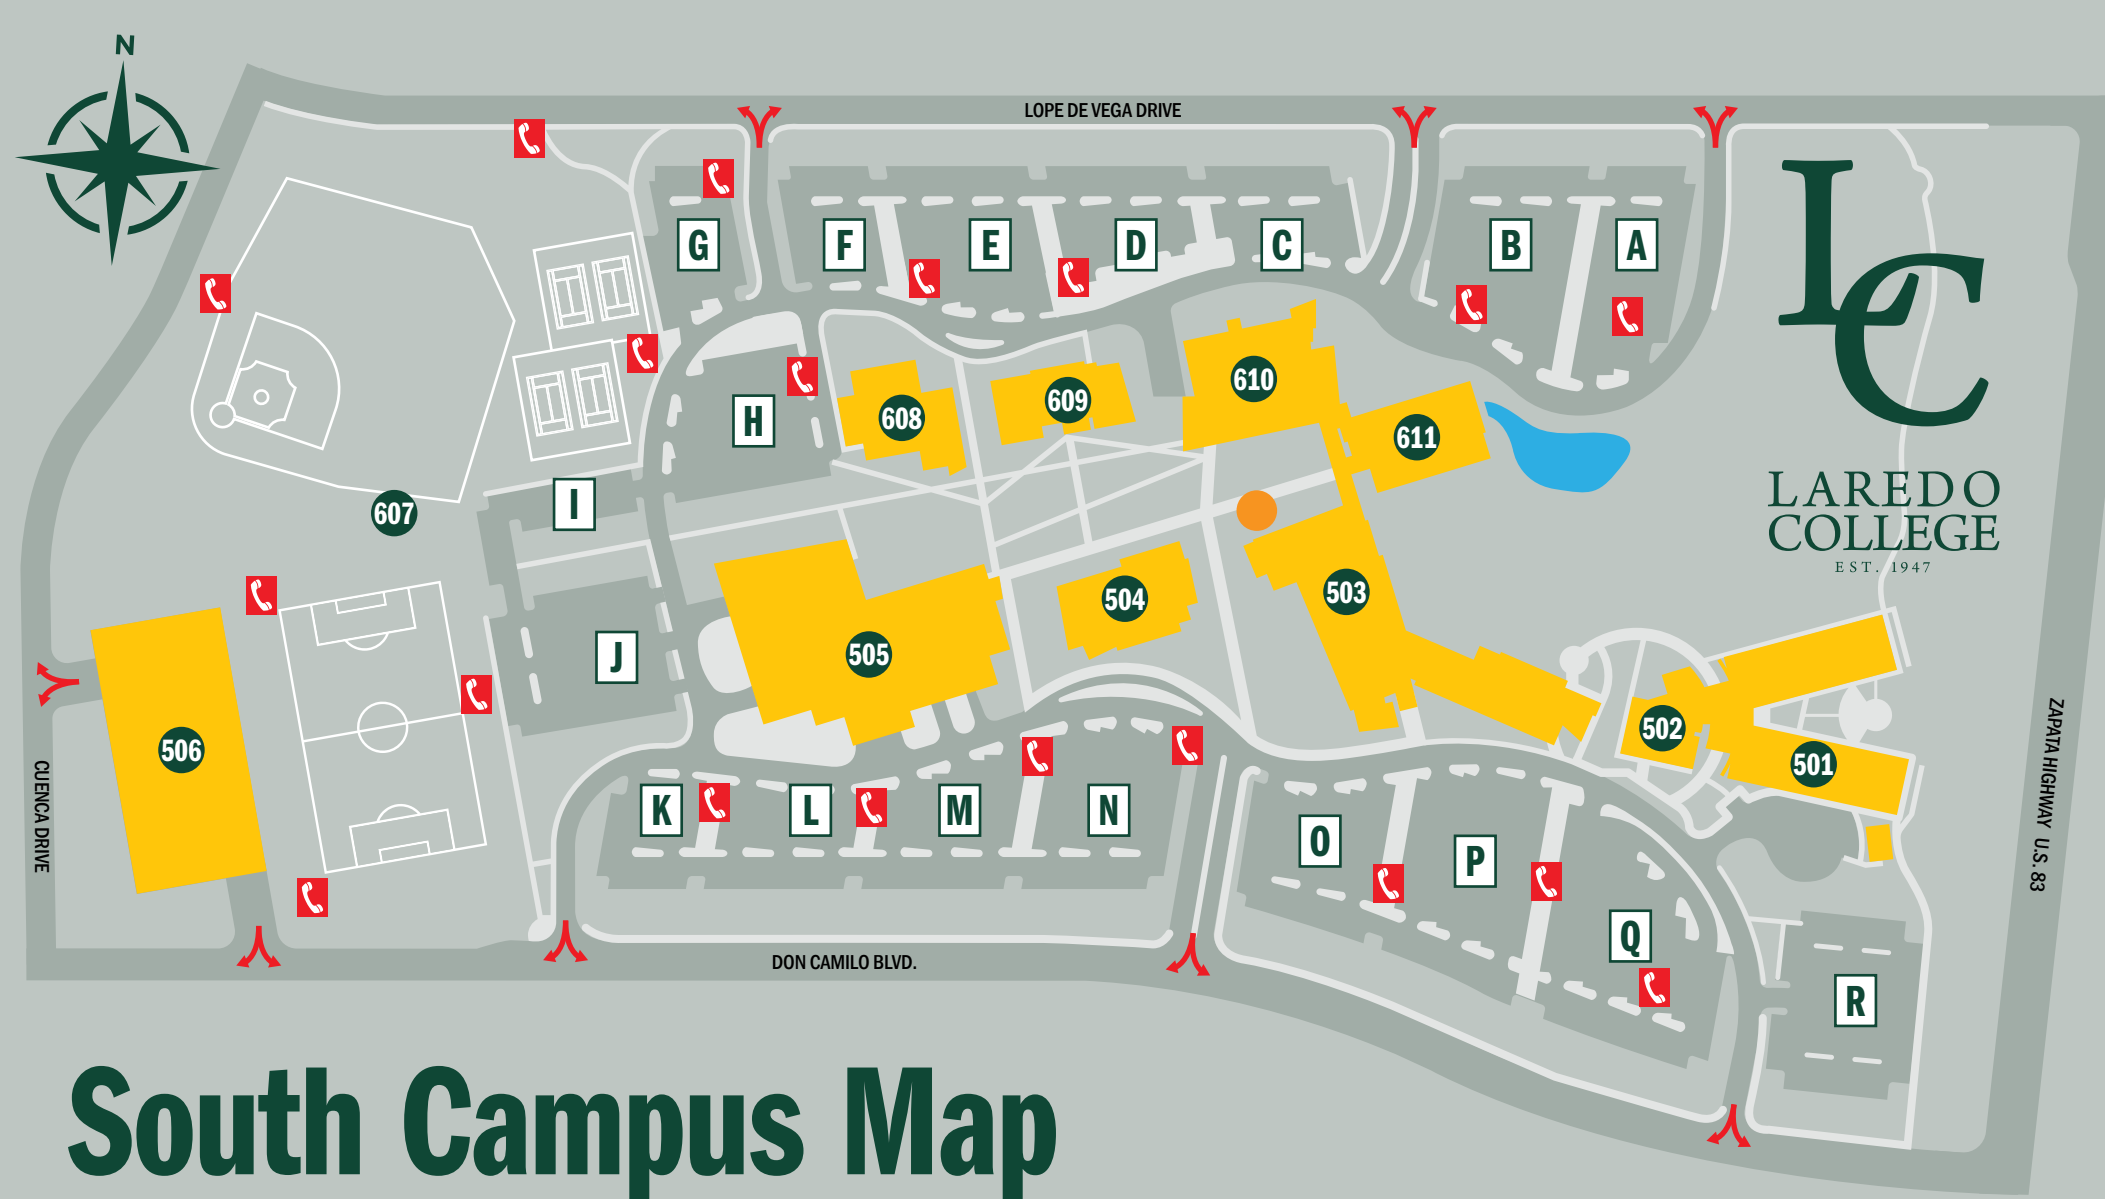 N
LOPE DE VEGA DRIVE
G
F
E
D
C
B
A
LC
LAREDO
COLLEGE
EST. 1947
610
608
609
611
H
I
607
503
504
505
J
506
502
501
CUENCA DRIVE
ZAPATA HIGHWAY U.S. 83
K
L
M
N
O
P
Q
R
DON CAMILO BLVD.
South Campus Map